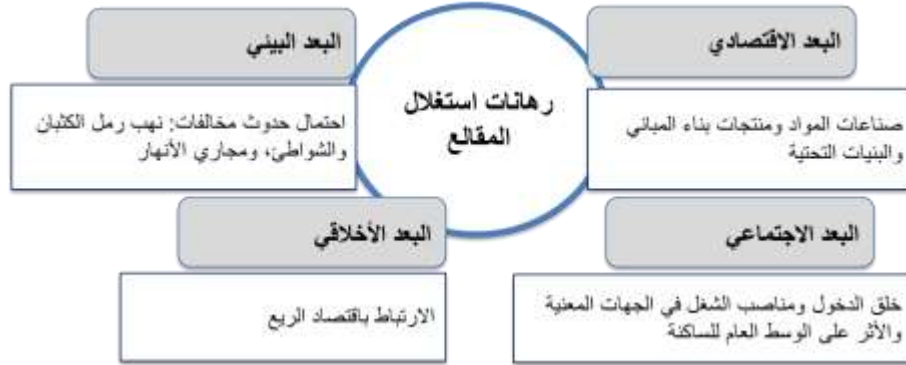 رهانات استغلال
المقالع
البعد الاقتصادي
صناعات المواد ومنتجات بناء المباني
والبنيات التحتية
البعد البيئي
احتمال حدوث مخالفات: نهب رمل الكثبان
والشواطئ، ومجاري الأنهار
البعد الاجتماعي
خلق الدخول ومناصب الشغل في الجهات المعنية
والأثر على الوسط العام للساكنة
البعد الأخلاقي
الارتباط باقتصاد الريع